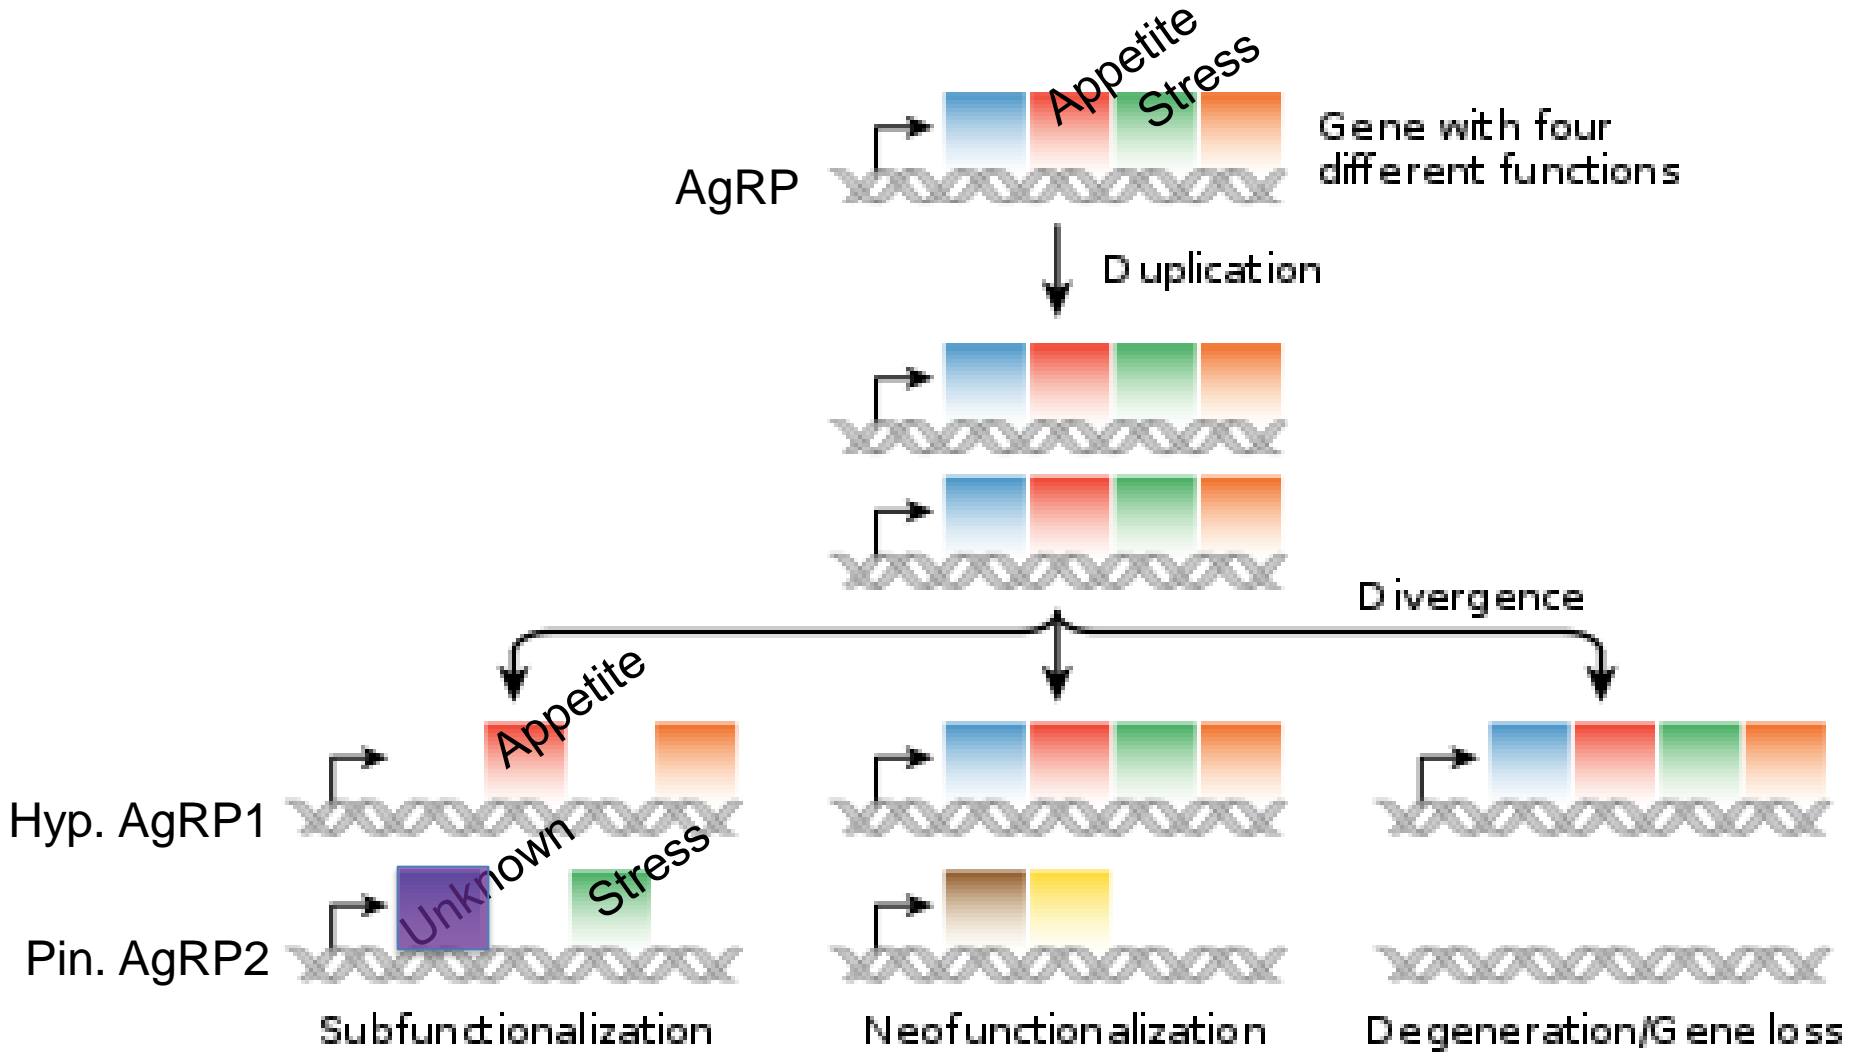 Appetite
Stress
Gene with four
different functions
AgRP
Duplication
Divergence
Appetite
Hyp. AgRP1
Unknown
Stress
Pin. AgRP2
Subfunctionalization
Neofunctionalization
Degeneration/Gene loss